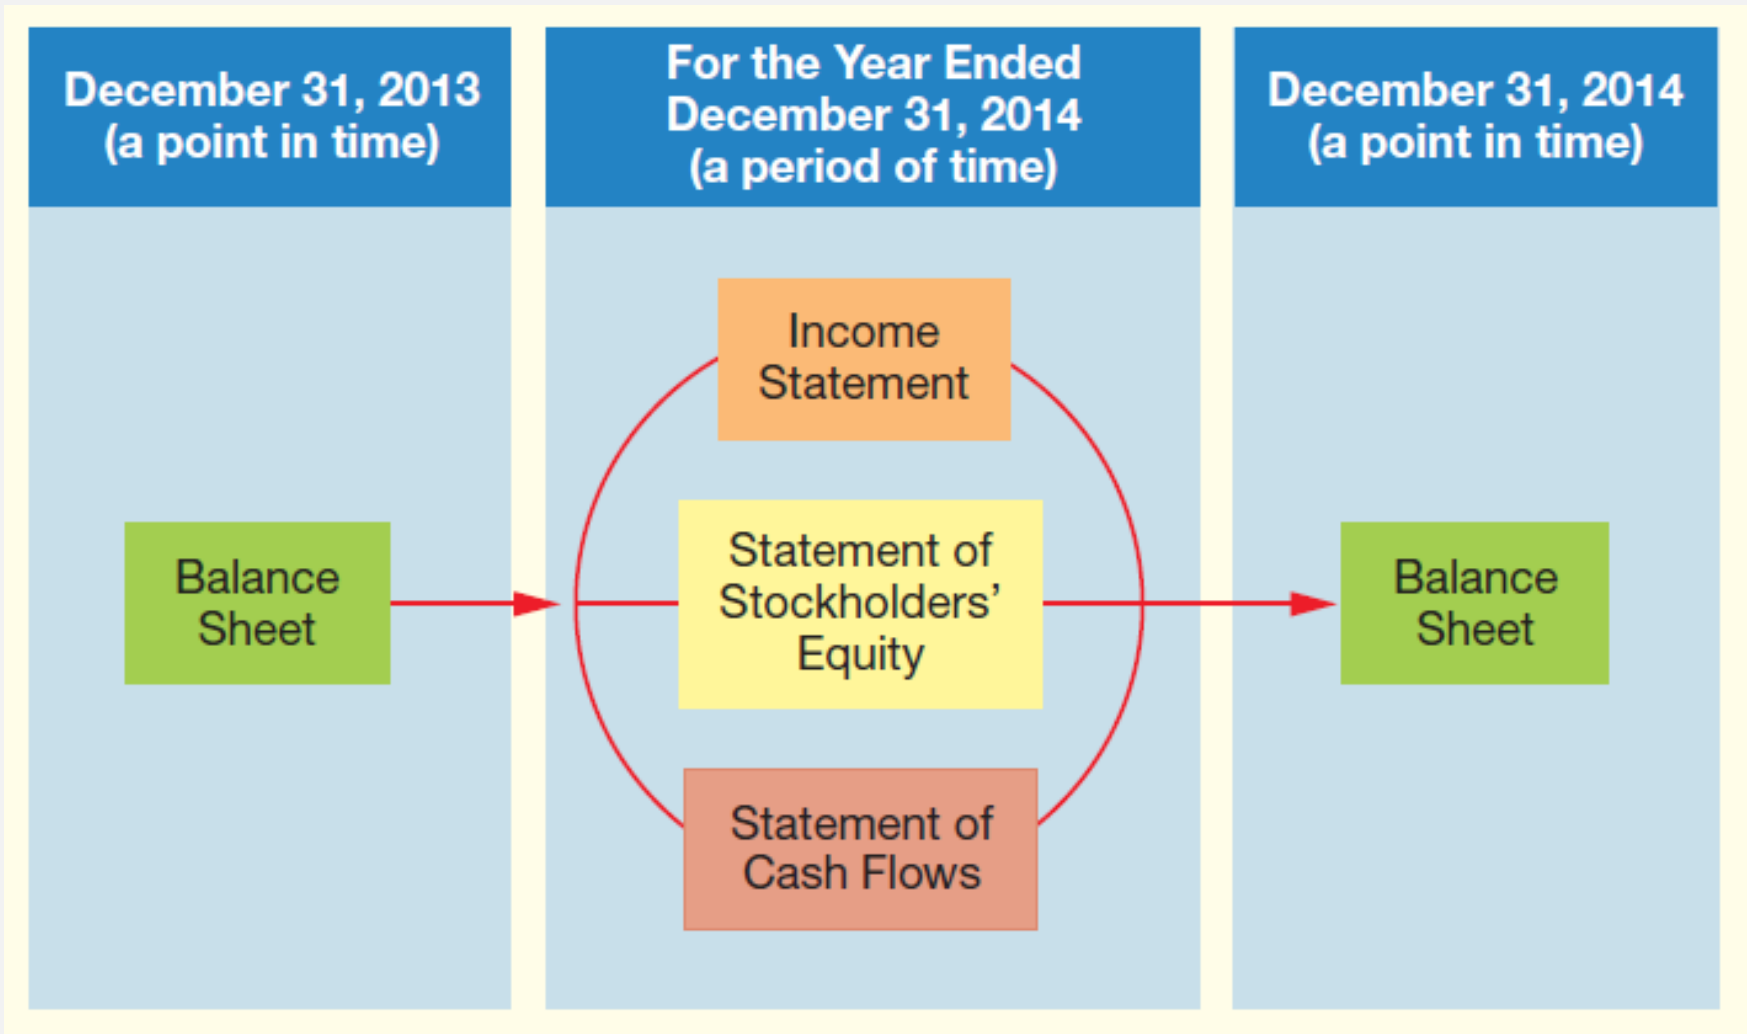 December 31, 2013
(a point in time)
For the Year Ended
December 31, 2014
(a period of time)
December 31, 2014
(a point in time)
Balance
Sheet
Income
Statement
Statement of
Stockholders’
Equity
Statement of
Cash Flows
Balance
Sheet